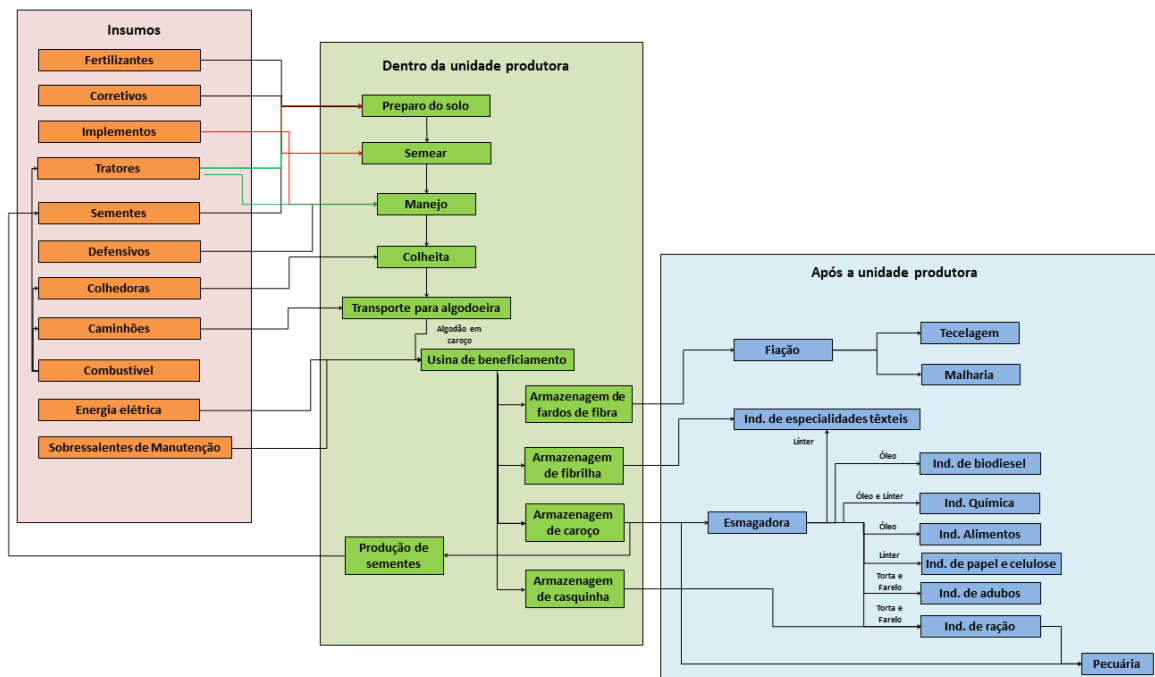 Insumos
Fertilizantes
Corretivos
Implementos
Tratores
Sementes
Defensivos
Colhedoras
Caminhões
Combustível
Energia elétrica
Sobressalentes de Manutenção
Dentro da unidade produtora
Preparo do solo
Semear
Manejo
Colheita
Transporte para algodoeira
Algodão em
caroço
Usina de beneficiamento
Armazenagem de
fardos de fibra
Armazenagem
de fibrilha
Armazenagem
de caroço
Produção de
sementes
Armazenagem
de casquinha
Após a unidade produtora
Fiação
Tecelagem
Malharia
Ind. de especialidades têxteis
Línter
Esmagadora
Óleo
Ind. de biodiesel
Óleo e Línter
Ind. Química
Óleo
Ind. Alimentos
Línter
Ind. de papel e celulose
Torta e
Farelo
Ind. de adubos
Torta e
Farelo
Ind. de ração
Pecuária